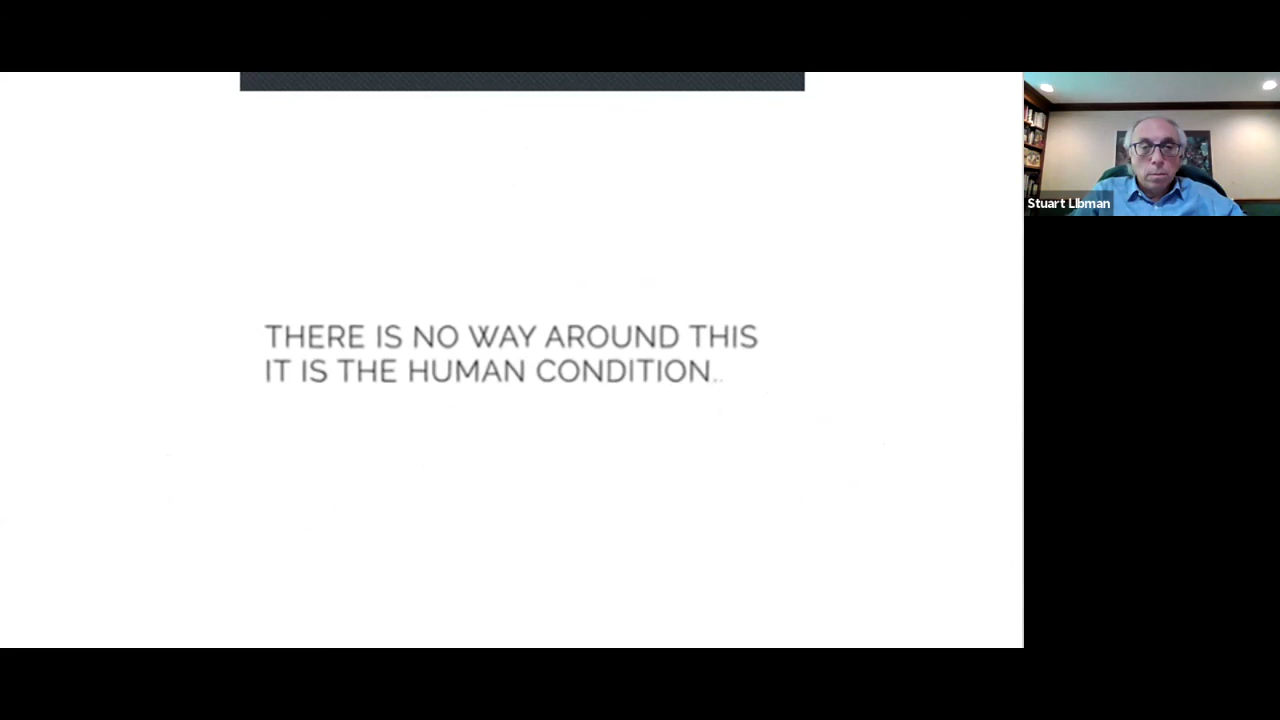 THERE IS NO WAY AROUND THIS
IT IS THE HUMAN CONDITION..
Stuart LIbman